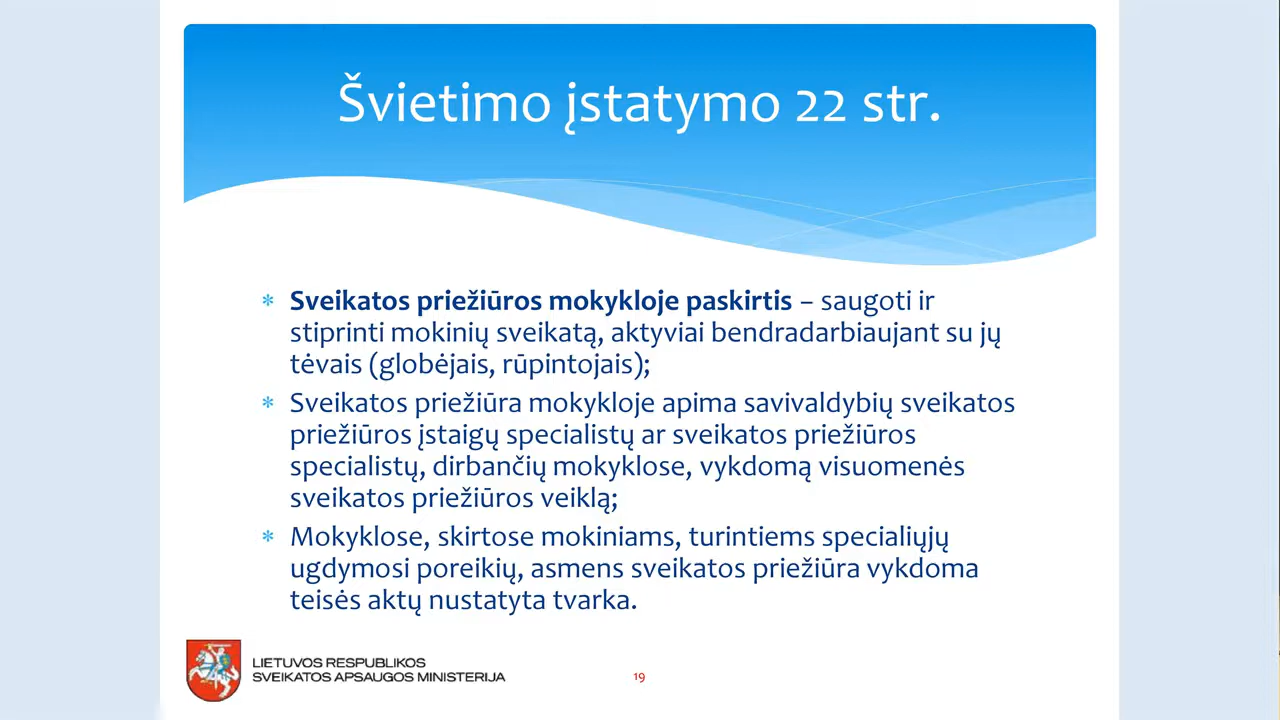 Švietimo įstatymo 22 str.
* Sveikatos priežiūros mokykloje paskirtis – saugoti ir
stiprinti mokinių sveikatą, aktyviai bendradarbiaujant su jų
tėvais (globėjais, rūpintojais);
* Sveikatos priežiūra mokykloje apima savivaldybių sveikatos
priežiūros įstaigų specialistų ar sveikatos priežiūros
specialistų, dirbančių mokyklose, vykdomą visuomenės
sveikatos priežiūros veiklą;
* Mokyklose, skirtose mokiniams, turintiems specialiųjų
ugdymosi poreikių, asmens sveikatos priežiūra vykdoma
teisės aktų nustatyta tvarka.
LIETUVOS RESPUBLIKOS
SVEIKATOS APSAUGOS MINISTERIJA
19